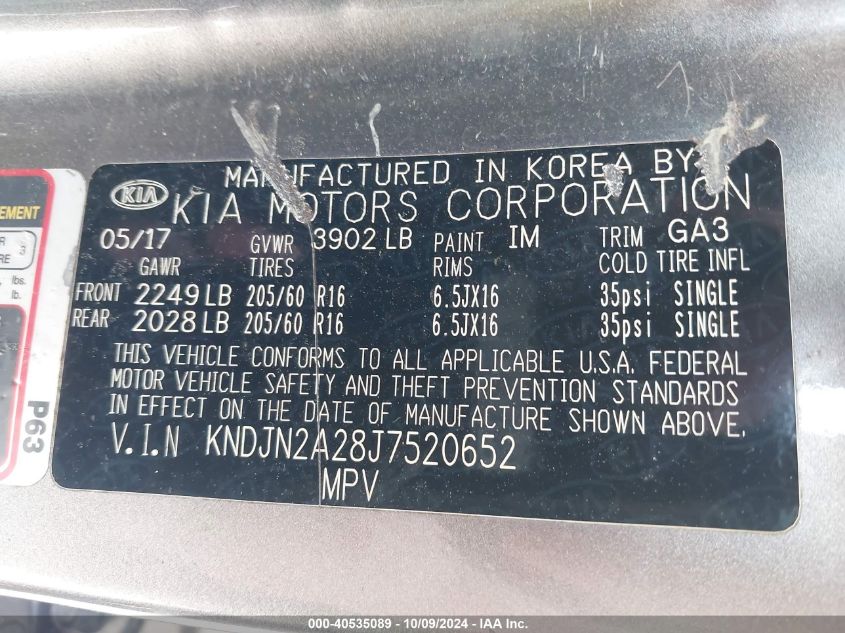 MANUFACTURED IN KOREA BY
KIA KIA MOTORS CORPORATION
05/17 GVWR 3902 LB PAINT IM TRIM GA3
GAWR TIRES RIMS COLD TIRE INFL
FRONT 2249 LB 205/60 R16 6.5JX16 35psi SINGLE
REAR 2028 LB 205/60 R16 6.5JX16 35psi SINGLE
THIS VEHICLE CONFORMS TO ALL APPLICABLE U.S.A. FEDERAL
MOTOR VEHICLE SAFETY AND THEFT PREVENTION STANDARDS
IN EFFECT ON THE DATE OF MANUFACTURE SHOWN ABOVE.
V.I.N KNDJN2A28J7520652
MPV
P63
000-40535089 - 10/09/2024 - Copyright © 2024 IAA, Inc.